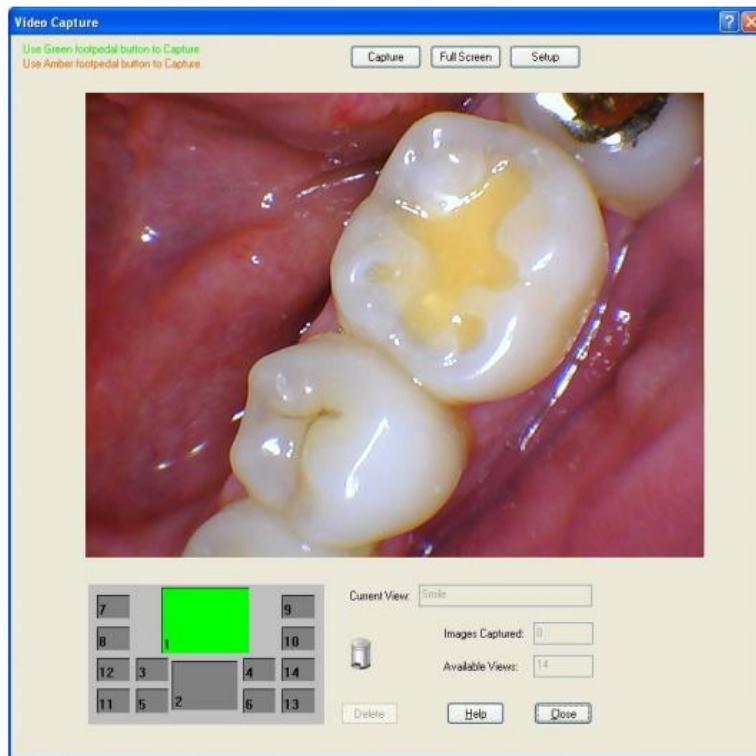 Video Capture
Use Green footpedal button to Capture
Use Amber footpedal button to Capture
Capture
Full Screen
Setup
7
9
8
1
10
12
3
4
14
11
5
2
6
13
Current View:
Smile
Images Captured:
0
Available Views:
14
Delete
Help
Close